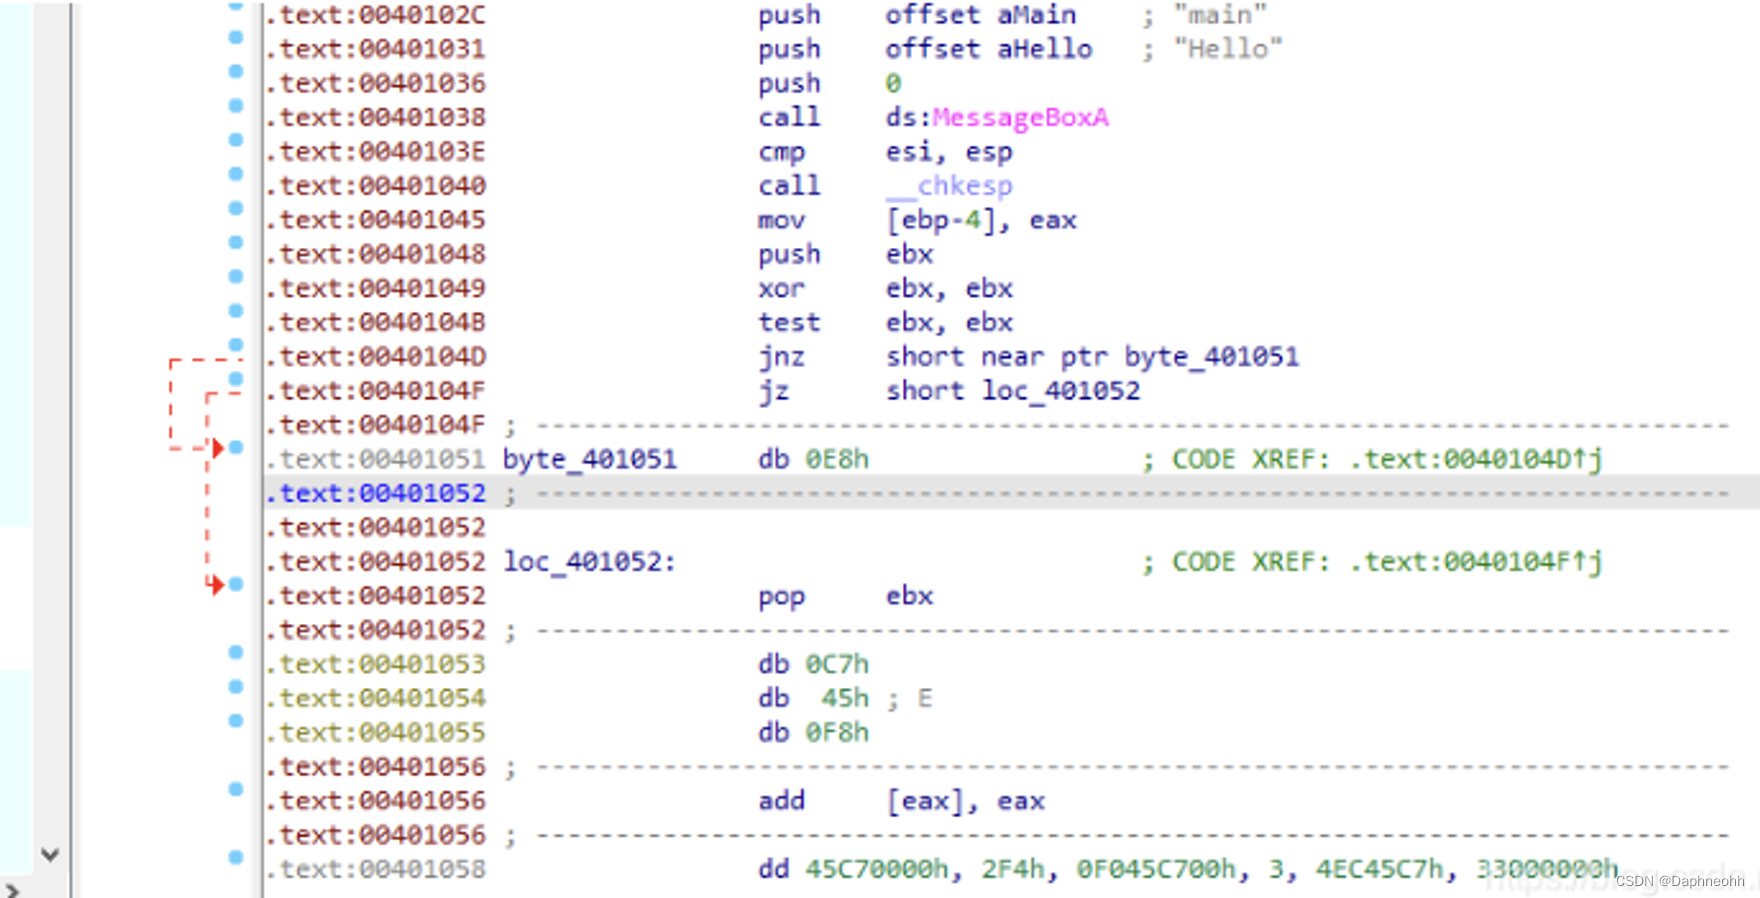 .text:0040102C push offset aMain ; "main"
.text:00401031 push offset aHello ; "Hello"
.text:00401036 push 0
.text:00401038 call ds:MessageBoxA
.text:0040103E cmp esi, esp
.text:00401040 call __chkesp
.text:00401045 mov [ebp-4], eax
.text:00401048 push ebx
.text:00401049 xor ebx, ebx
.text:0040104B test ebx, ebx
.text:0040104D jnz short near ptr byte_401051
.text:0040104F jz short loc_401052
.text:0040104F ; ---------------------------------------------------------------------------
.text:00401051 byte_401051 db 0E8h ; CODE XREF: .text:0040104D↑j
.text:00401052 ; ---------------------------------------------------------------------------
.text:00401052
.text:00401052 loc_401052: ; CODE XREF: .text:0040104F↑j
.text:00401052 pop ebx
.text:00401052 ; ---------------------------------------------------------------------------
.text:00401053 db 0C7h
.text:00401054 db 45h ; E
.text:00401055 db 0F8h
.text:00401056 ; ---------------------------------------------------------------------------
.text:00401056 add [eax], eax
.text:00401056 ; ---------------------------------------------------------------------------
.text:00401058 dd 45C70000h, 2F4h, 0F045C700h, 3, 4EC45C7h, 33000000h
CSDN @Daphneohh